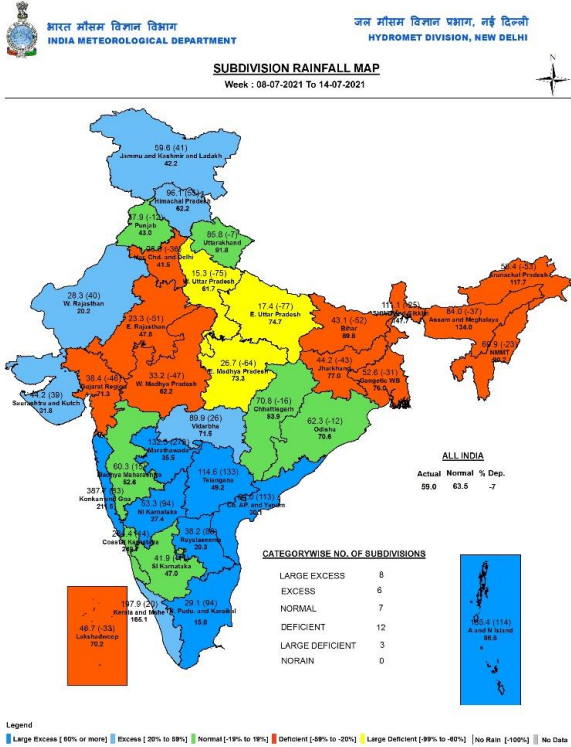 भारत मौसम विज्ञान विभाग
INDIA METEOROLOGICAL DEPARTMENT
जल मौसम विज्ञान प्रभाग, नई दिल्ली
HYDROMET DIVISION, NEW DELHI
SUBDIVISION RAINFALL MAP
Week : 08-07-2021 To 14-07-2021
N
59.6 (41)
Jammu and Kashmir and Ladakh
42.2
Himachal Pradesh
62.2
Punjab
43.0
85.8 (-7)
Uttarakhand
91.8
Har. Chd. and Delhi
41.5
15.3 (-75)
W. Uttar Pradesh
61.7
28.3 (40)
W. Rajasthan
20.2
23.3 (-51)
E. Rajasthan
47.8
17.4 (-77)
E. Uttar Pradesh
74.7
43.1 (-52)
Bihar
89.8
Arunachal Pradesh
117.7
84.0 (-37)
Assam and Meghalaya
134.0
NMMT
44.2 (39)
Saurashtra and Kutch
31.8
38.4 (-46)
Gujarat Region
71.3
33.2 (-47)
W. Madhya Pradesh
62.2
26.7 (-64)
E. Madhya Pradesh
73.3
44.2 (-43)
Jharkhand
77.0
52.6 (-31)
Gangetic WB
76.0
70.8 (-16)
Chhattisgarh
83.9
62.3 (-12)
Odisha
70.6
89.9 (26)
Vidarbha
71.5
Marathawada
35.5
60.3 (15)
Madhya Maharashtra
52.6
114.6 (133)
Telangana
49.2
Konkan and Goa
53.3 (94)
NI Karnataka
27.4
Rayalaseema
20.3
Coastal Karnataka
41.9
SI Karnataka
47.0
197.9 (20)
Kerala and Mahe
165.1
29.1 (94)
Pudu. and Karaikal
15.0
46.7 (-33)
Lakshadweep
70.2
A and N Island
ALL INDIA
Actual Normal % Dep.
59.0 63.5 -7
CATEGORYWISE NO. OF SUBDIVISIONS
LARGE EXCESS 8
EXCESS 6
NORMAL 7
DEFICIENT 12
LARGE DEFICIENT 3
NORAIN 0
Legend
Large Excess [ 60% or more] Excess [ 20% to 59%] Normal [-19% to 19%] Deficient [-59% to -20%] Large Deficient [-99% to -60%] No Rain [-100%] No Data